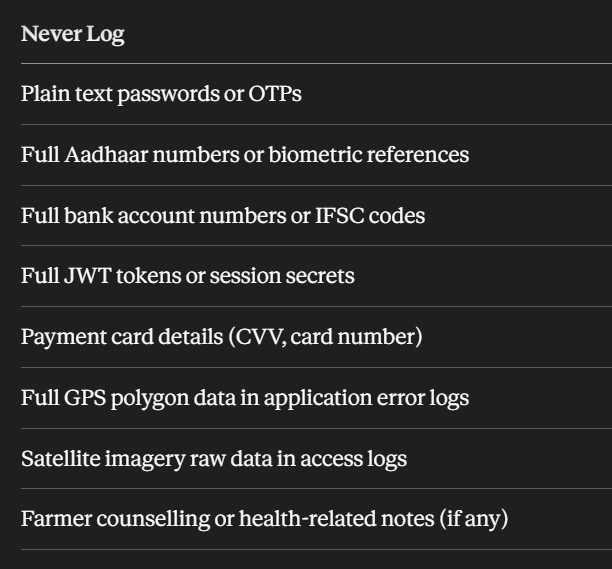 Never Log
Plain text passwords or OTPs
Full Aadhaar numbers or biometric references
Full bank account numbers or IFSC codes
Full JWT tokens or session secrets
Payment card details (CVV, card number)
Full GPS polygon data in application error logs
Satellite imagery raw data in access logs
Farmer counselling or health-related notes (if any)